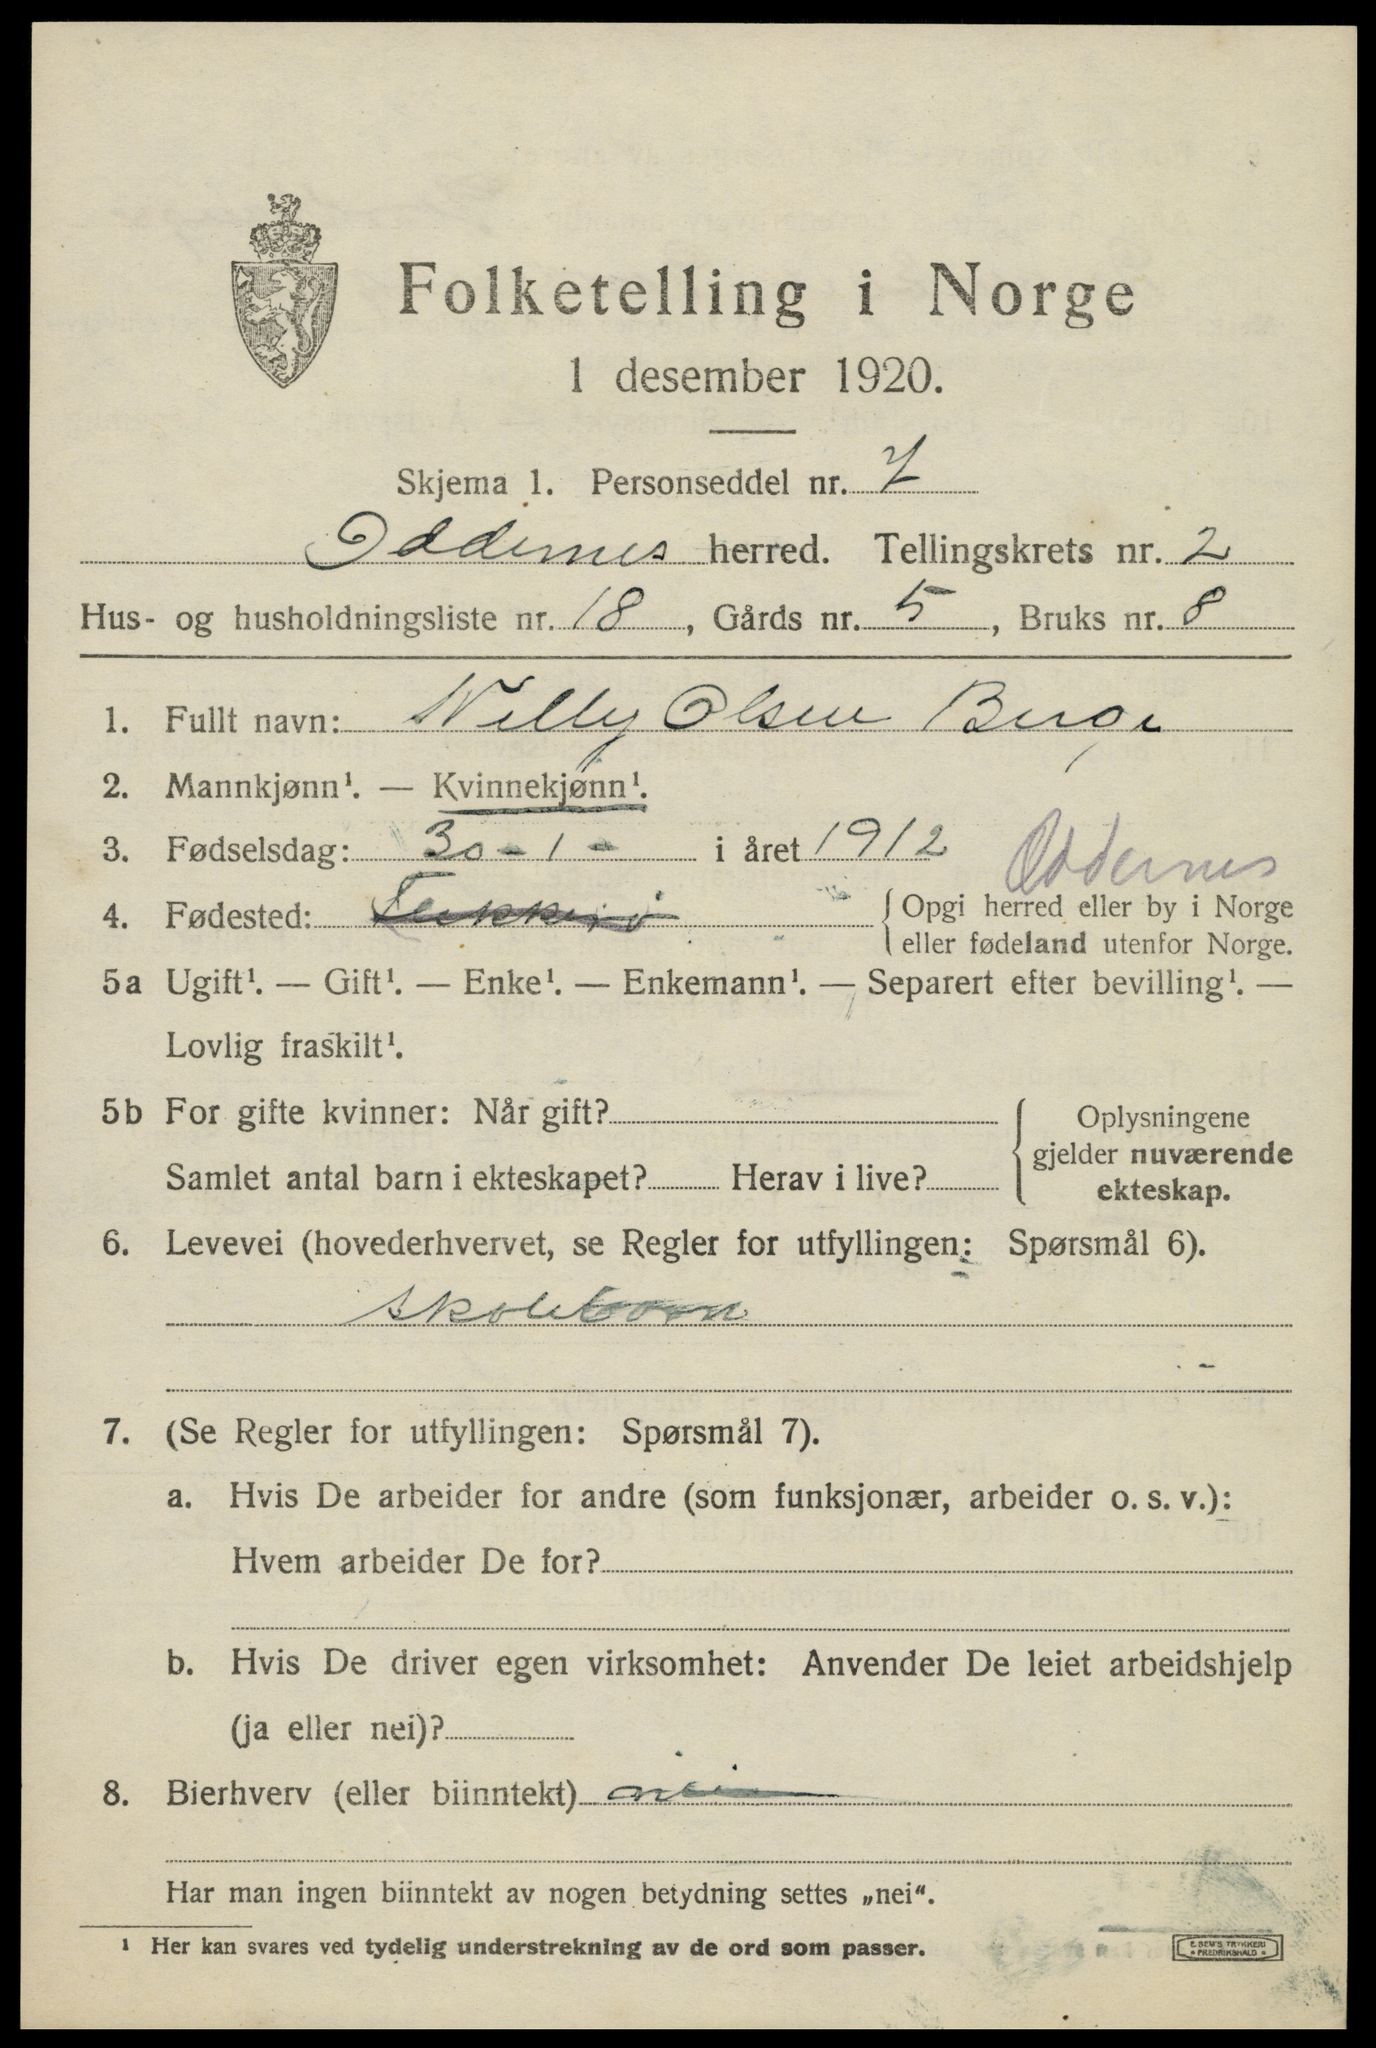 Folketelling i Norge
1 desember 1920.
Skjema 1. Personseddel nr. 7
Oddernes herred. Tellingskrets nr. 2
Hus- og husholdningsliste nr. 18, Gårds nr. 5, Bruks nr. 8
1. Fullt navn: Willy Olsen Berge
2. Mannkjønn¹. — Kvinnekjønn¹.
3. Fødselsdag: 30 - 1 - i året 1912
Oddernes
4. Fødested: Flekkerø { Opgi herred eller by i Norge
eller fødeland utenfor Norge.
5a Ugift¹. — Gift¹. — Enke¹. — Enkemann¹. — Separert efter bevilling¹. —
Lovlig fraskilt¹.
5b For gifte kvinner: Når gift?
Samlet antal barn i ekteskapet? Herav i live?
{ Oplysningene
gjelder nuværende
ekteskap.
6. Levevei (hovederhvervet, se Regler for utfyllingen: Spørsmål 6).
skolebarn
7. (Se Regler for utfyllingen: Spørsmål 7).
a. Hvis De arbeider for andre (som funksjonær, arbeider o. s. v.):
Hvem arbeider De for?
b. Hvis De driver egen virksomhet: Anvender De leiet arbeidshjelp
(ja eller nei)?
8. Bierhverv (eller biinntekt) nei
Har man ingen biinntekt av nogen betydning settes „nei“.
¹ Her kan svares ved tydelig understrekning av de ord som passer.
E. SEM'S TRYKKERI
FREDRIKSHALD